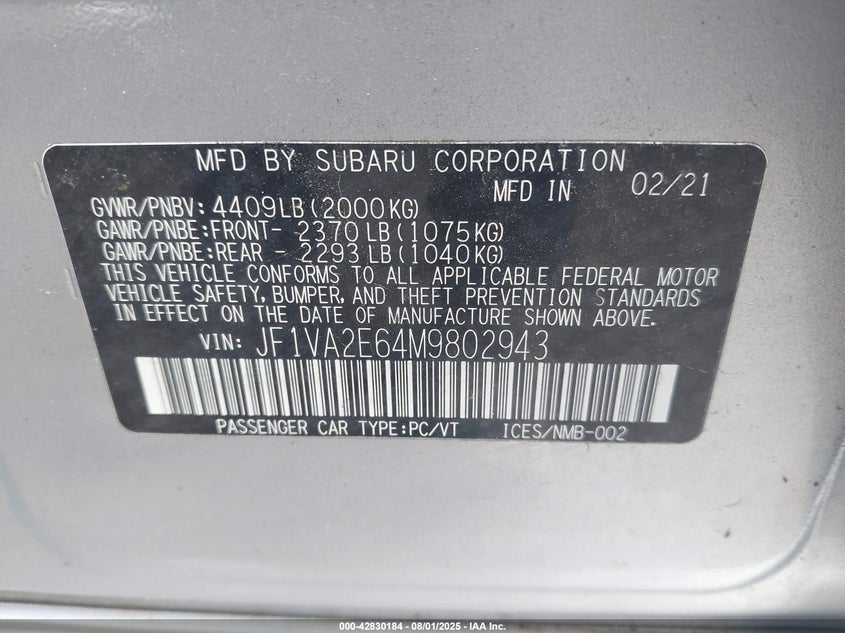 MFD BY SUBARU CORPORATION
MFD IN 02/21
GVWR/PNBV: 4409LB(2000KG)
GAWR/PNBE:FRONT- 2370LB(1075KG)
GAWR/PNBE:REAR - 2293LB(1040KG)
THIS VEHICLE CONFORMS TO ALL APPLICABLE FEDERAL MOTOR
VEHICLE SAFETY, BUMPER, AND THEFT PREVENTION STANDARDS
IN EFFECT ON THE DATE OF MANUFACTURE SHOWN ABOVE.
VIN: JF1VA2E64M9802943
PASSENGER CAR TYPE:PC/VT ICES/NMB-002
000-42830184 - 08/01/2025 - IAA Inc.